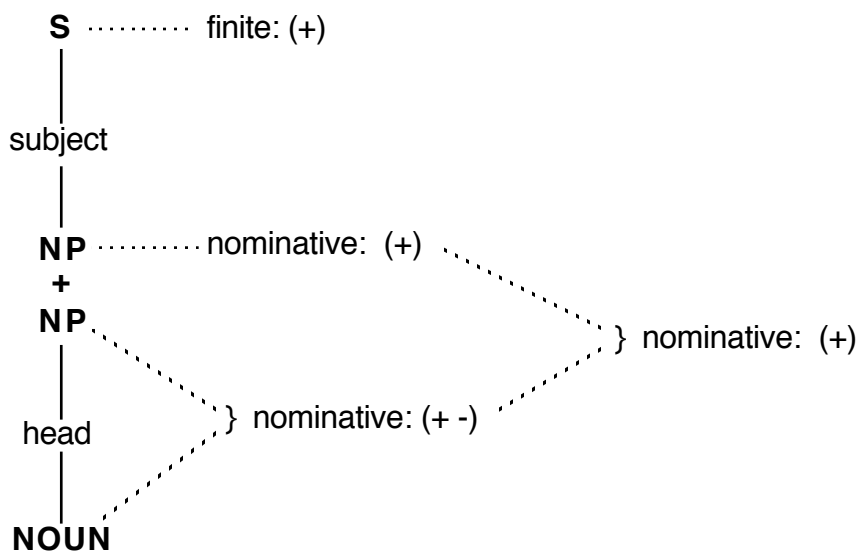 S finite: (+)
subject
NP nominative: (+)
+
NP
} nominative: (+)
} nominative: (+ -)
head
NOUN